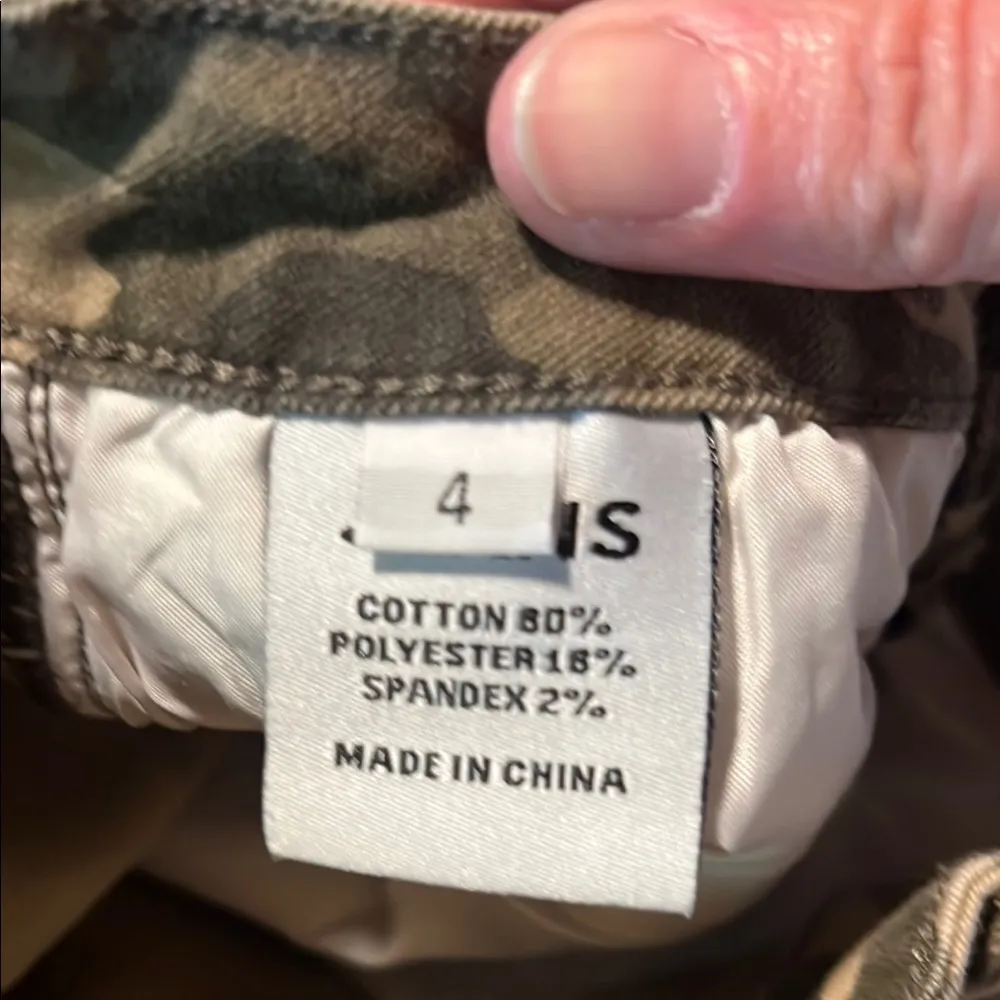 4
COTTON 80%
POLYESTER 18%
SPANDEX 2%
MADE IN CHINA